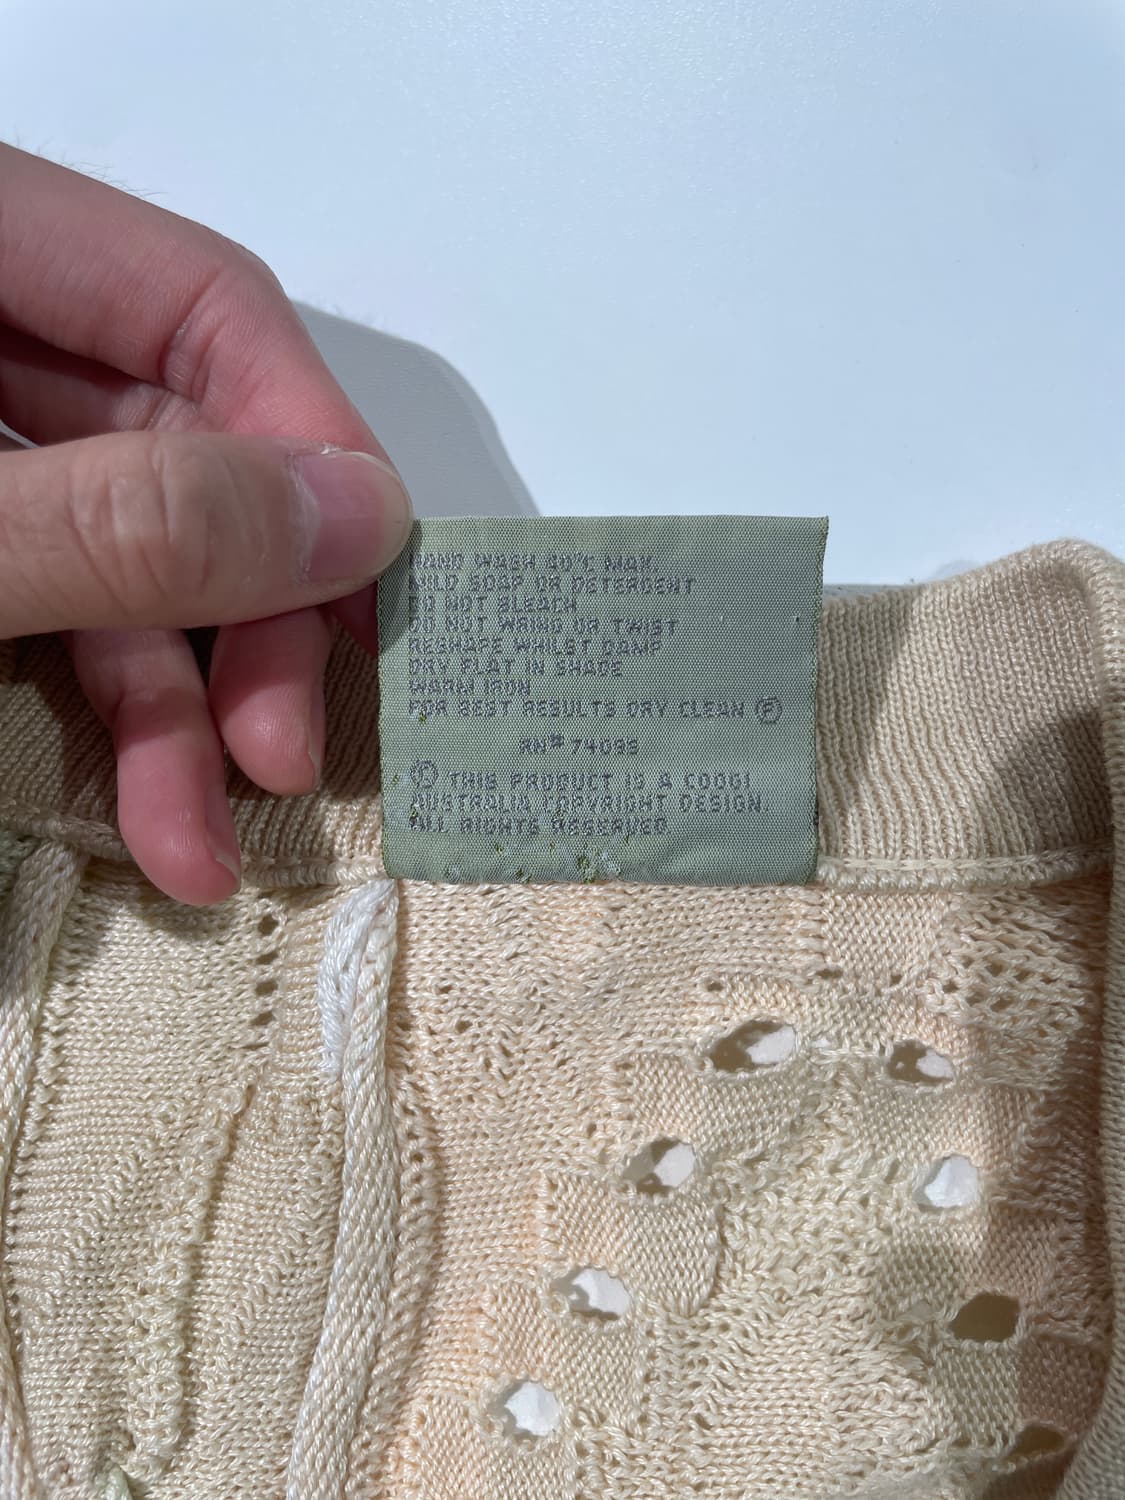 HAND WASH 40°C MAX.
MILD SOAP OR DETERGENT
DO NOT BLEACH
DO NOT WRING OR TWIST
RESHAPE WHILST DAMP
DRY FLAT IN SHADE
WARM IRON
FOR BEST RESULTS DRY CLEAN Ⓟ
RN# 74095
© THIS PRODUCT IS A COOGI
AUSTRALIA COPYRIGHT DESIGN.
ALL RIGHTS RESERVED